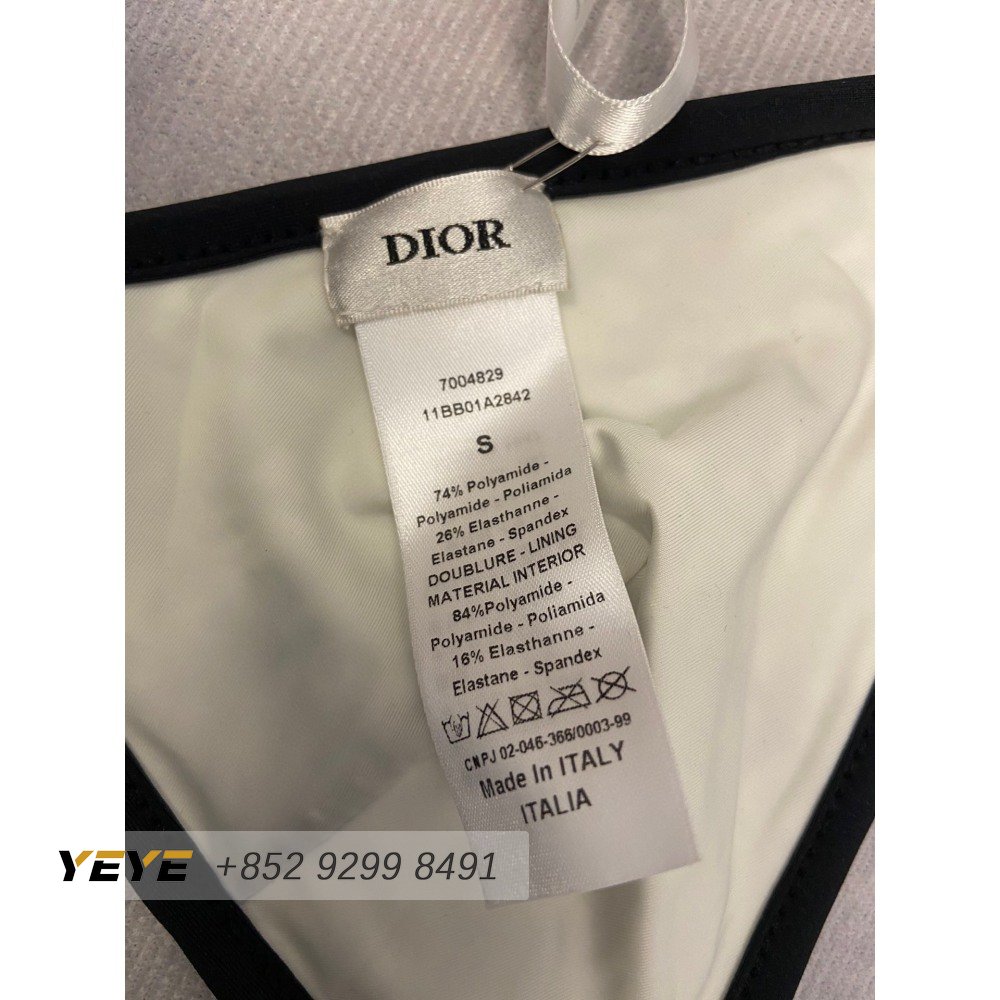 DIOR
7004829
11BB01A2842
S
74% Polyamide -
Polyamide - Poliamida
26% Elasthanne -
Elastane - Spandex
DOUBLURE - LINING
MATERIAL INTERIOR
84%Polyamide -
Polyamide - Poliamida
16% Elasthanne -
Elastane - Spandex
CNPJ 02-046-366/0003-99
Made In ITALY
ITALIA
YEYE +852 9299 8491